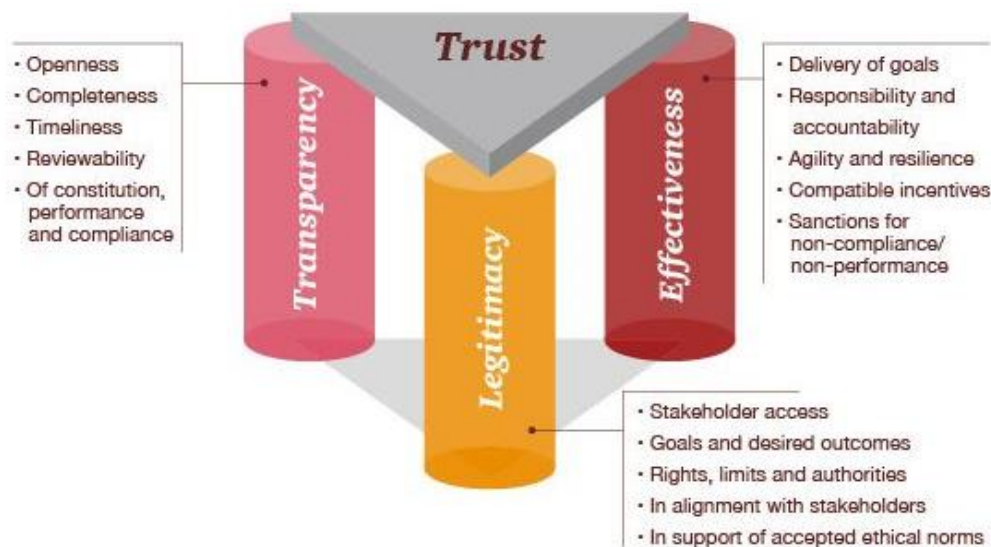 Trust
Transparency
Legitimacy
Effectiveness
• Openness
• Completeness
• Timeliness
• Reviewability
• Of constitution,
performance
and compliance
• Delivery of goals
• Responsibility and
accountability
• Agility and resilience
• Compatible incentives
• Sanctions for
non-compliance/
non-performance
• Stakeholder access
• Goals and desired outcomes
• Rights, limits and authorities
• In alignment with stakeholders
• In support of accepted ethical norms